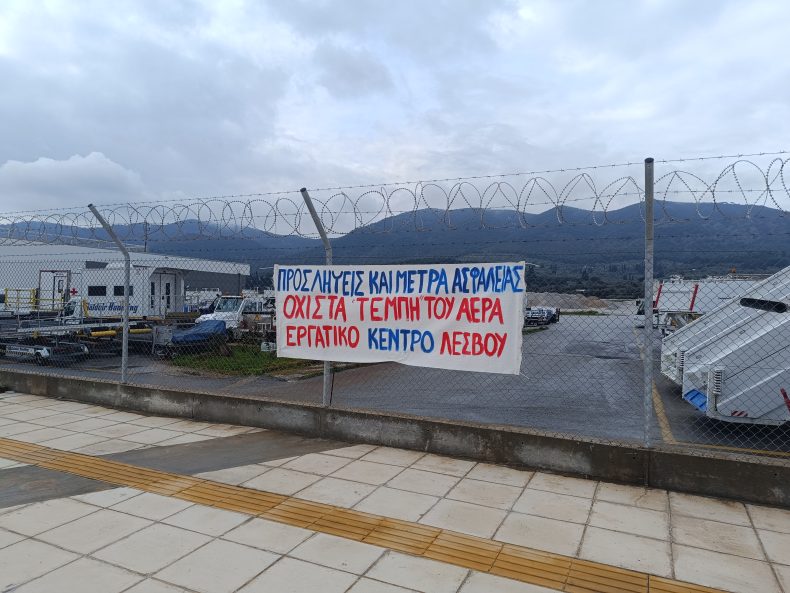 ΠΡΟΣΛΗΨΕΙΣ ΚΑΙ ΜΕΤΡΑ ΑΣΦΑΛΕΙΑΣ
ΟΧΙ ΣΤΑ "ΤΕΜΠΗ" ΤΟΥ ΑΕΡΑ
ΕΡΓΑΤΙΚΟ ΚΕΝΤΡΟ ΛΕΣΒΟΥ